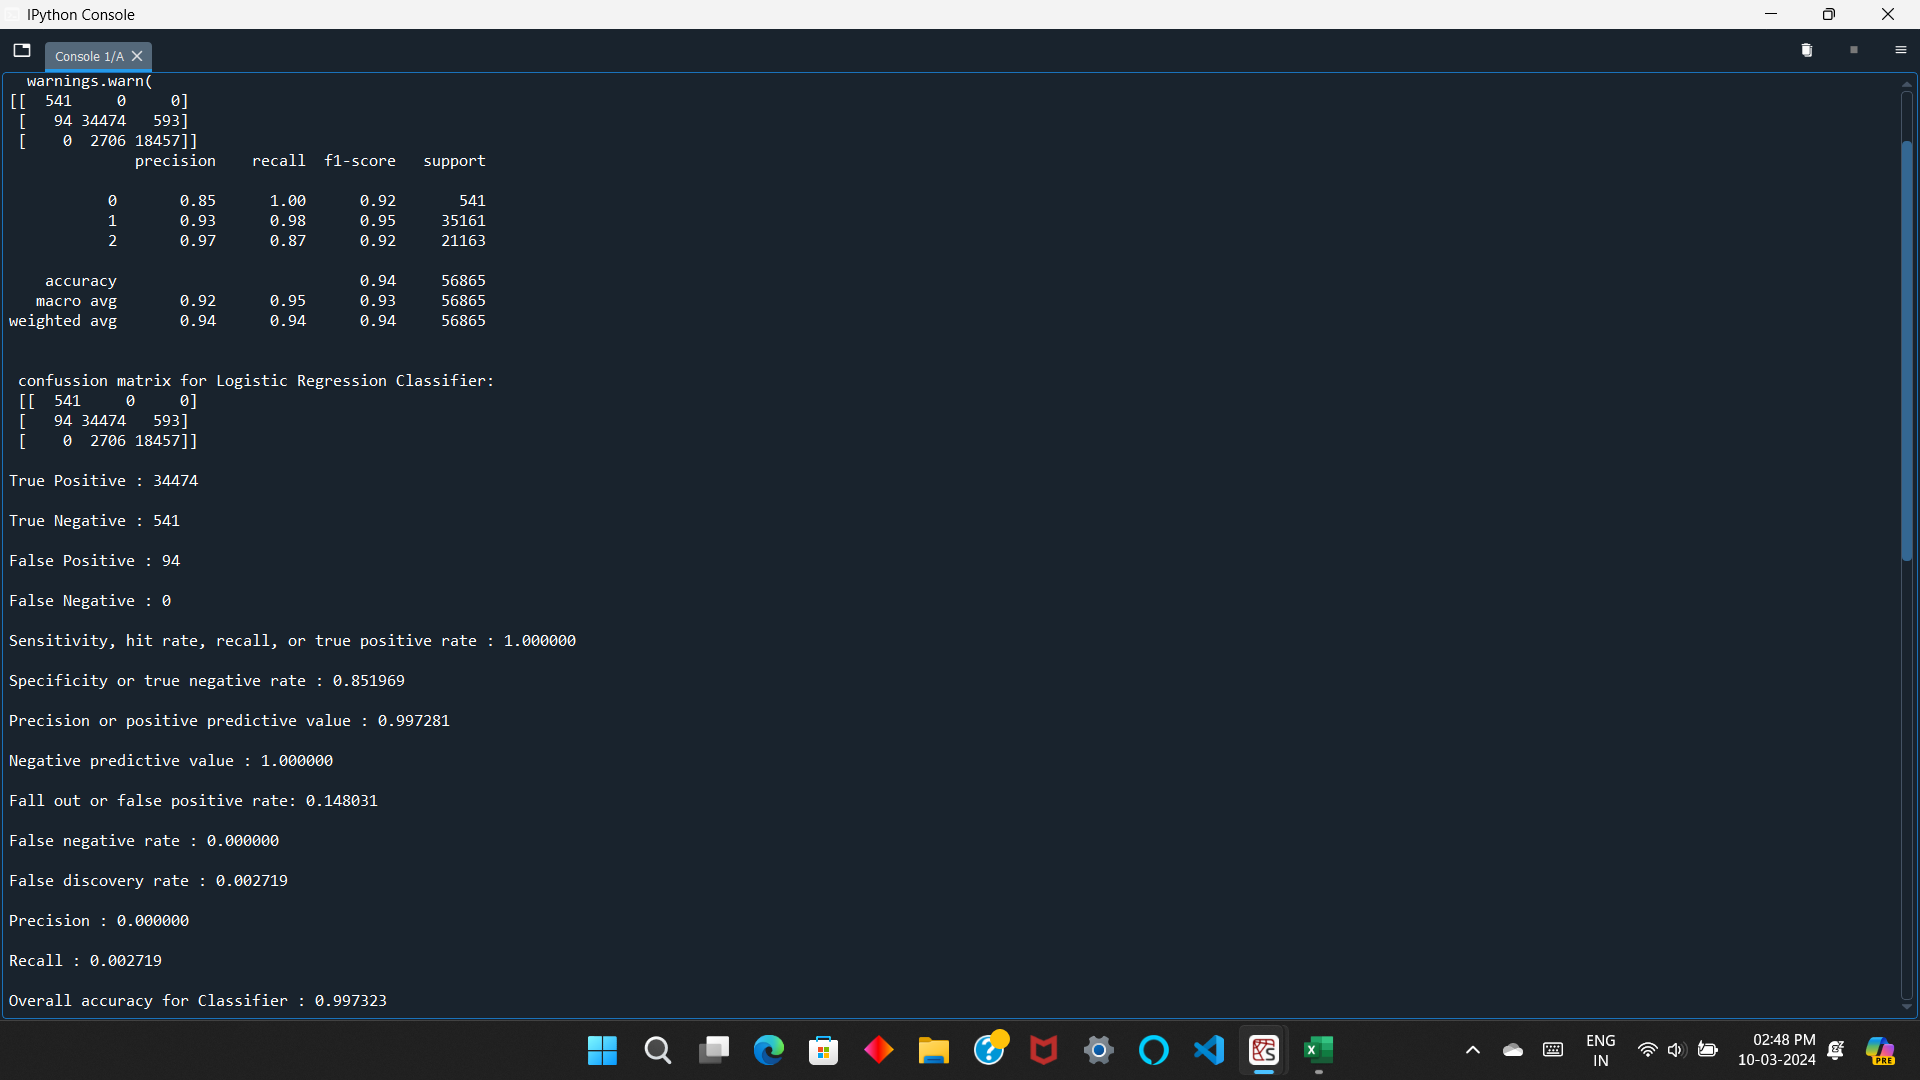 IPython Console
Console 1/A
warnings.warn(
[[  541     0     0]
 [   94 34474   593]
 [    0  2706 18457]]
              precision    recall  f1-score   support
           0       0.85      1.00      0.92       541
           1       0.93      0.98      0.95     35161
           2       0.97      0.87      0.92     21163
    accuracy                           0.94     56865
   macro avg       0.92      0.95      0.93     56865
weighted avg       0.94      0.94      0.94     56865
 confussion matrix for Logistic Regression Classifier:
 [[  541     0     0]
 [   94 34474   593]
 [    0  2706 18457]]
True Positive : 34474
True Negative : 541
False Positive : 94
False Negative : 0
Sensitivity, hit rate, recall, or true positive rate : 1.000000
Specificity or true negative rate : 0.851969
Precision or positive predictive value : 0.997281
Negative predictive value : 1.000000
Fall out or false positive rate: 0.148031
False negative rate : 0.000000
False discovery rate : 0.002719
Precision : 0.000000
Recall : 0.002719
Overall accuracy for Classifier : 0.997323
ENG
IN
02:48 PM
10-03-2024
PRE